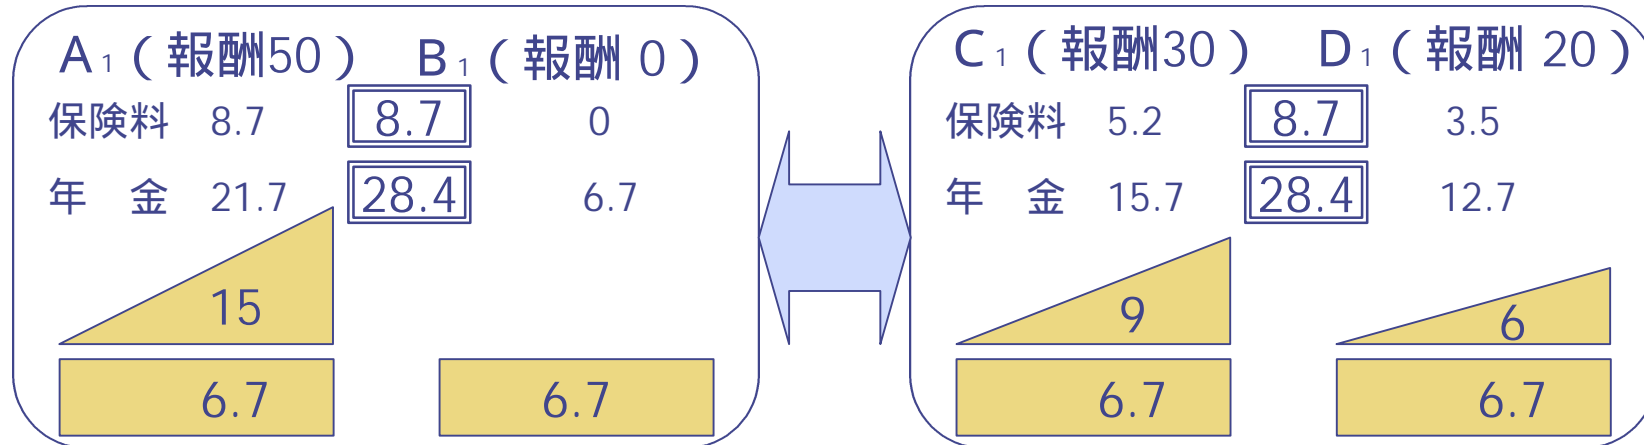 A1（報酬50） B1（報酬 0）
保険料 8.7 8.7 0
年　金 21.7 28.4 6.7
15
6.7 6.7
C1（報酬30） D1（報酬 20）
保険料 5.2 8.7 3.5
年　金 15.7 28.4 12.7
9 6
6.7 6.7